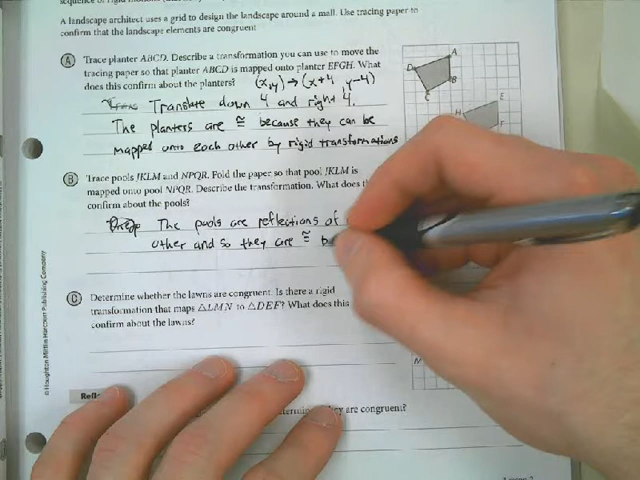 A landscape architect uses a grid to design the landscape around a mall. Use tracing paper to
confirm that the landscape elements are congruent
A Trace planter ABCD. Describe a transformation you can use to move the
tracing paper so that planter ABCD is mapped onto planter EFGH. What
does this confirm about the planters? (x,y) → (x+4, y-4)
Translate down 4 and right 4.
The planters are ≅ because they can be
mapped onto each other by rigid transformations
B Trace pools JKLM and NPQR. Fold the paper so that pool JKLM is
mapped onto pool NPQR. Describe the transformation. What does
confirm about the pools?
The pools are reflections of
other and so they are ≅ b
C Determine whether the lawns are congruent. Is there a rigid
transformation that maps △LMN to △DEF? What does this
confirm about the lawns?
they are congruent?
© Houghton Mifflin Harcourt Publishing Company
A
D
B
C
E
H
F
M